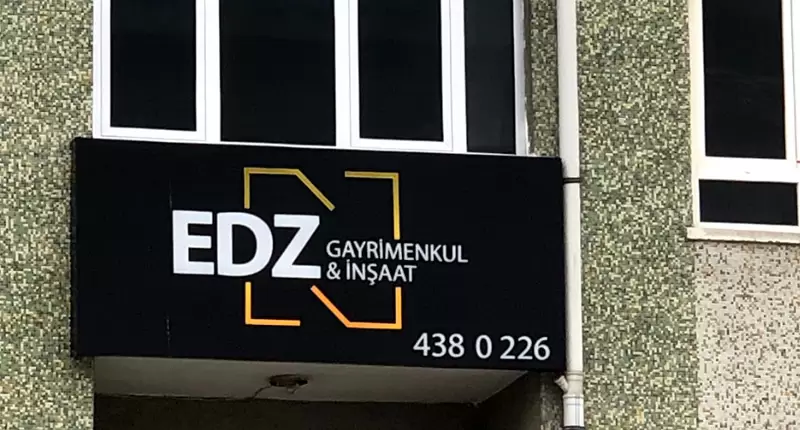 EDZ
GAYRİMENKUL
& İNŞAAT
438 0 226